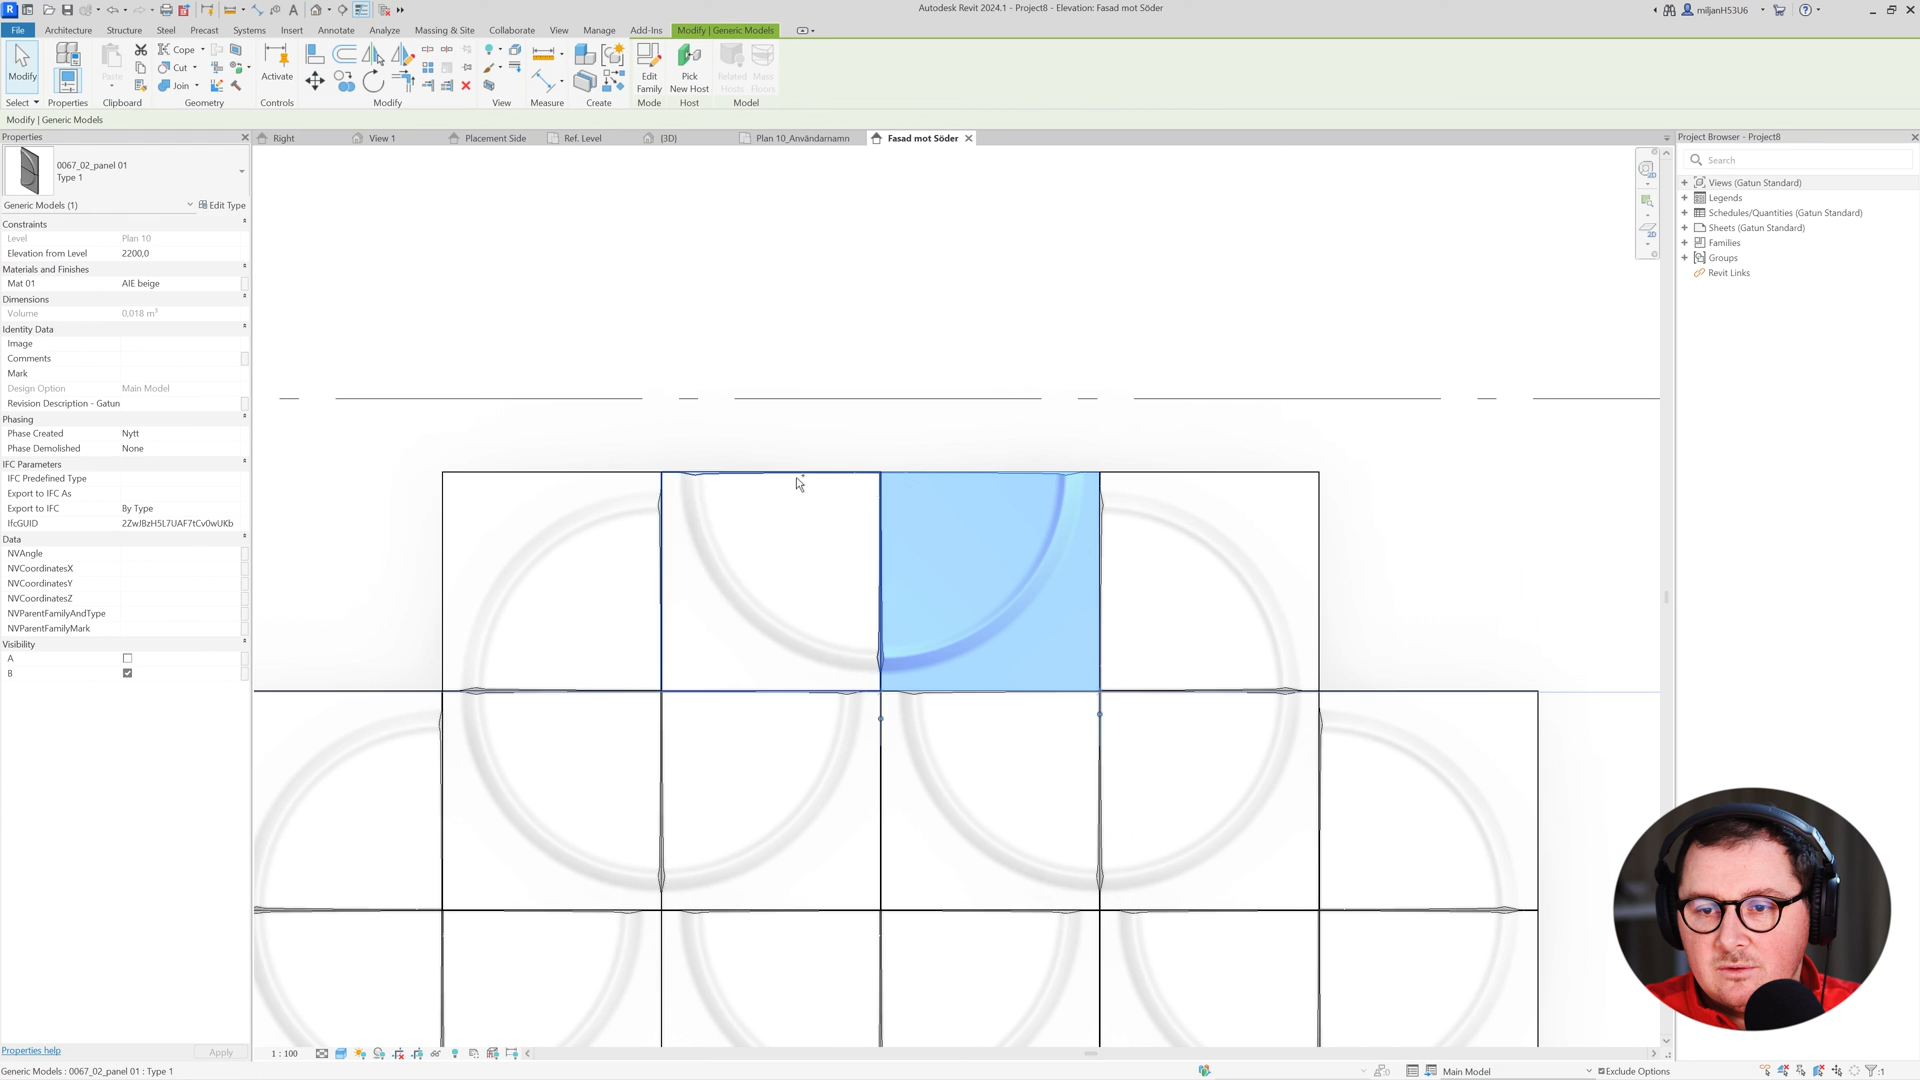 Autodesk Revit 2024.1 - Project8 - Elevation: Fasad mot Söder
miljanH53U6
File
Architecture
Structure
Steel
Precast
Systems
Insert
Annotate
Analyze
Massing & Site
Collaborate
View
Manage
Add-Ins
Modify | Generic Models
Modify
Paste
Cope
Cut
Join
Activate
Edit
Family
Pick
New Host
Related
Hosts
Mass
Floors
Select
Properties
Clipboard
Geometry
Controls
Modify
View
Measure
Create
Mode
Host
Model
Modify | Generic Models
Properties
Right
View 1
Placement Side
Ref. Level
{3D}
Plan 10_Användarnamn
Fasad mot Söder
Project Browser - Project8
0067_02_panel 01
Type 1
Generic Models (1)
Edit Type
Constraints
Level Plan 10
Elevation from Level 2200,0
Materials and Finishes
Mat 01 AIE beige
Dimensions
Volume 0,018 m³
Identity Data
Image
Comments
Mark
Design Option Main Model
Revision Description - Gatun
Phasing
Phase Created Nytt
Phase Demolished None
IFC Parameters
IFC Predefined Type
Export to IFC As
Export to IFC By Type
IfcGUID 2ZwJBzH5L7UAF7tCv0wUKb
Data
NVAngle
NVCoordinatesX
NVCoordinatesY
NVCoordinatesZ
NVParentFamilyAndType
NVParentFamilyMark
Visibility
A
B
Properties help
Apply
Search
Views (Gatun Standard)
Legends
Schedules/Quantities (Gatun Standard)
Sheets (Gatun Standard)
Families
Groups
Revit Links
1 : 100
Generic Models : 0067_02_panel 01 : Type 1
:0
Main Model
Exclude Options
:1